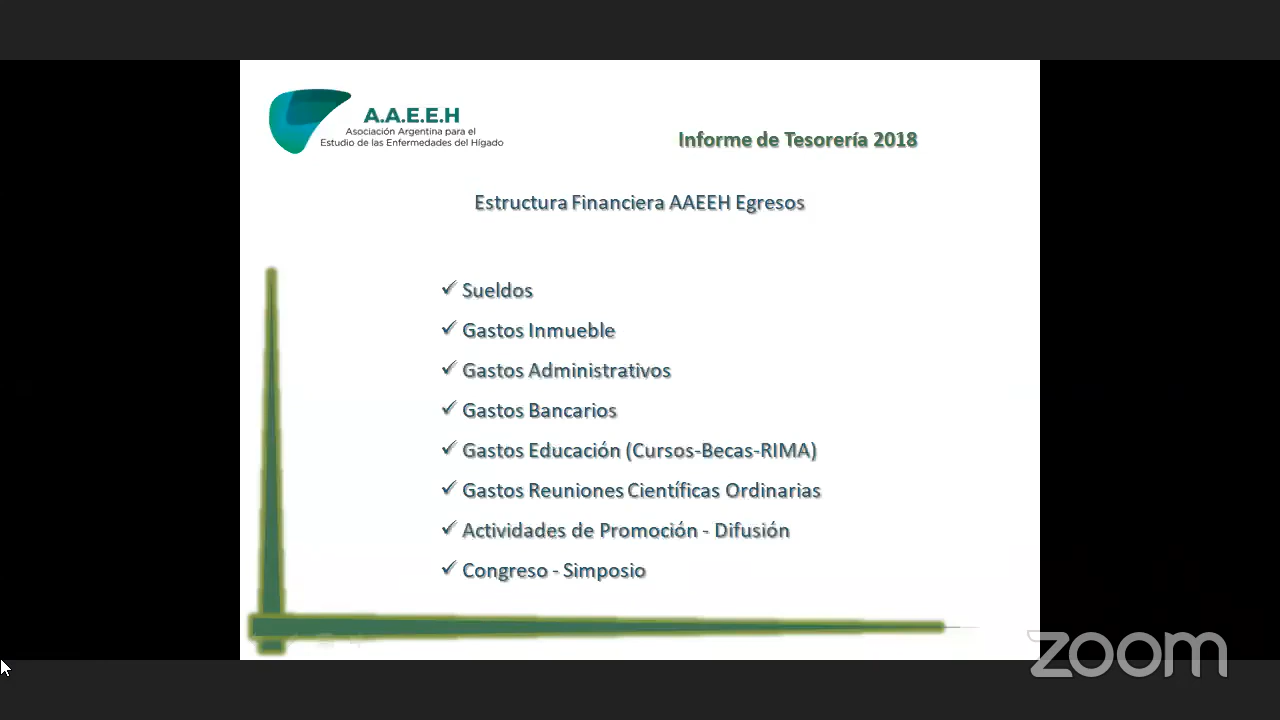 A.A.E.E.H
Asociación Argentina para el
Estudio de las Enfermedades del Hígado
Informe de Tesorería 2018
Estructura Financiera AAEEH Egresos
✓ Sueldos
✓ Gastos Inmueble
✓ Gastos Administrativos
✓ Gastos Bancarios
✓ Gastos Educación (Cursos-Becas-RIMA)
✓ Gastos Reuniones Científicas Ordinarias
✓ Actividades de Promoción - Difusión
✓ Congreso - Simposio
zoom